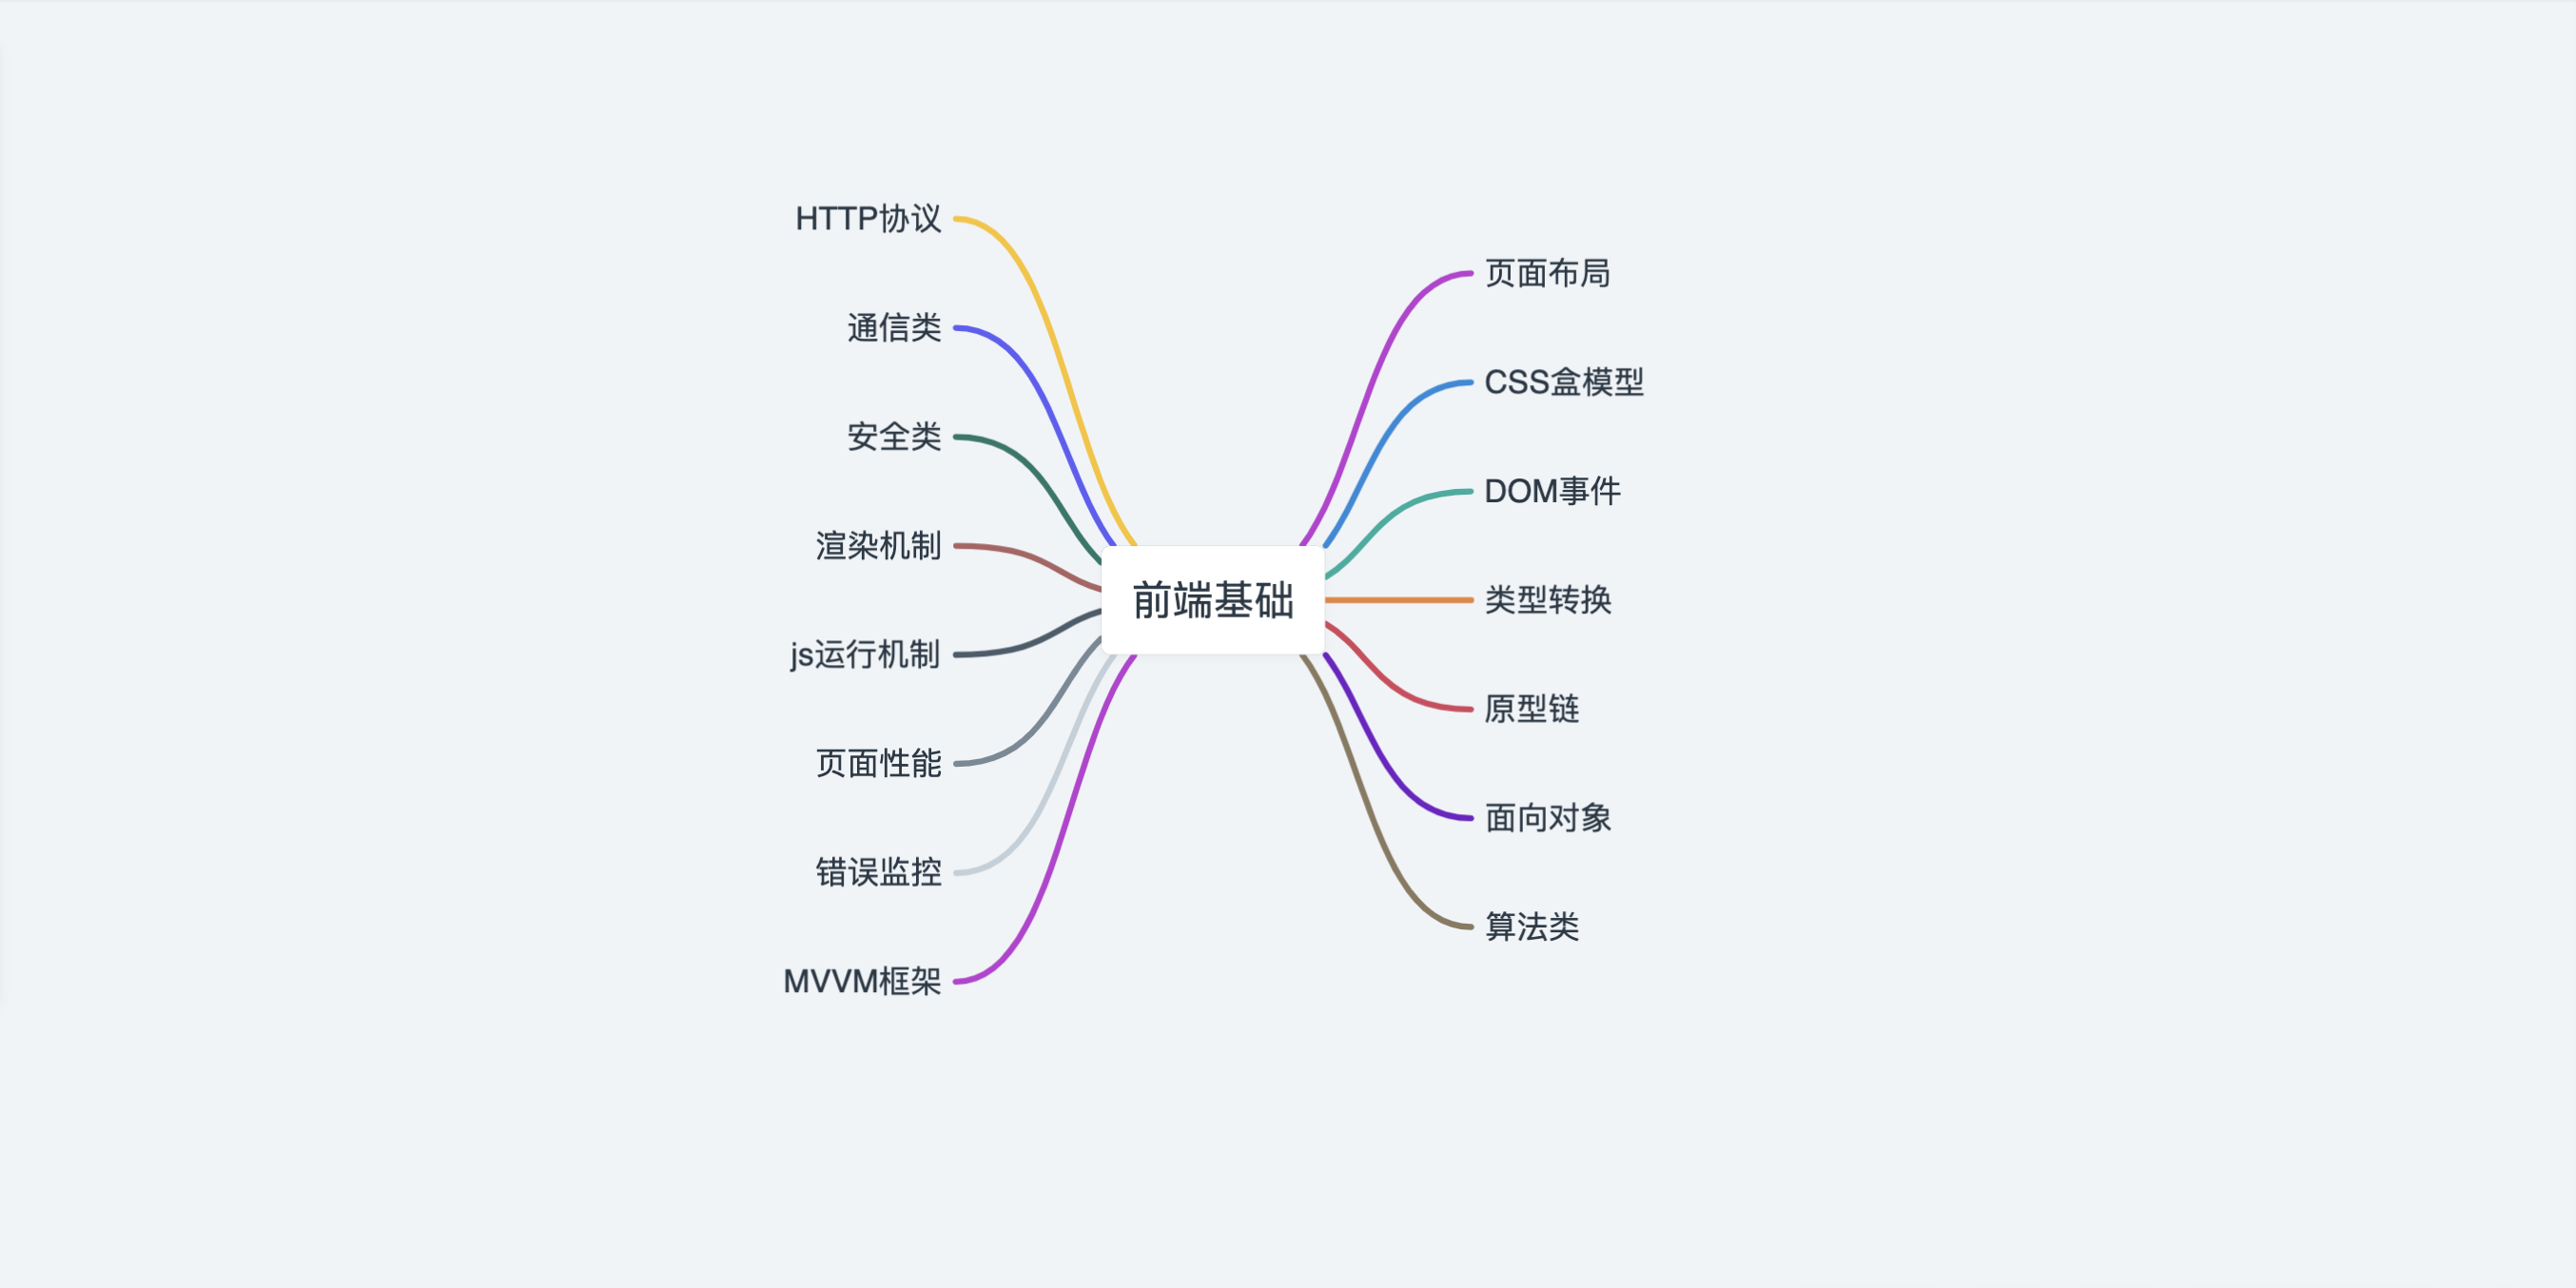 HTTP协议
通信类
安全类
渲染机制
js运行机制
页面性能
错误监控
MVVM框架
前端基础
页面布局
CSS盒模型
DOM事件
类型转换
原型链
面向对象
算法类